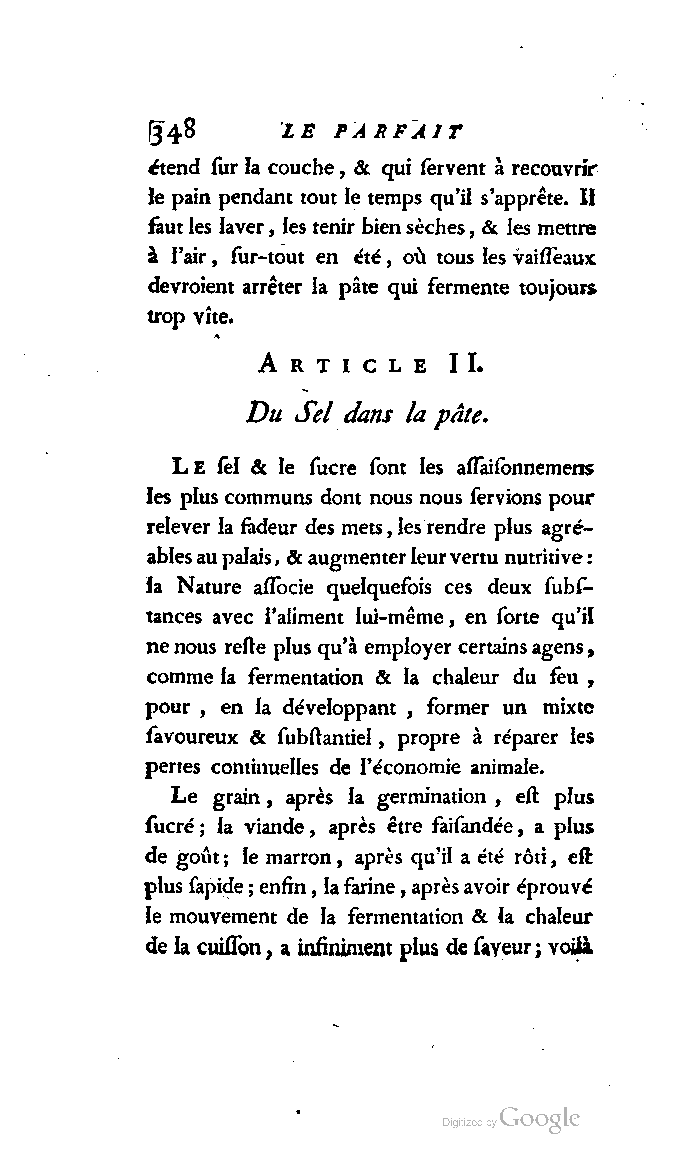 348 LE PARFAIT
étend ſur la couche, & qui ſervent à recouvrir
le pain pendant tout le temps qu'il s'apprête. Il
faut les laver, les tenir bien sèches, & les mettre
à l'air, ſur-tout en été, où tous les vaiſſeaux
devroient arrêter la pâte qui fermente toujours
trop vîte.
ARTICLE II.
Du Sel dans la pâte.
LE ſel & le ſucre ſont les aſſaiſonnemens
les plus communs dont nous nous ſervions pour
relever la fadeur des mets, les rendre plus agré-
ables au palais, & augmenter leur vertu nutritive:
la Nature aſſocie quelquefois ces deux ſubſ-
tances avec l'aliment lui-même, en ſorte qu'il
ne nous reſte plus qu'à employer certains agens,
comme la fermentation & la chaleur du feu,
pour, en la développant, former un mixte
ſavoureux & ſubſtantiel, propre à réparer les
pertes continuelles de l'économie animale.
Le grain, après la germination, eſt plus
ſucré; la viande, après être faiſandée, a plus
de goût; le marron, après qu'il a été rôti, eſt
plus ſapide; enfin, la farine, après avoir éprouvé
le mouvement de la fermentation & la chaleur
de la cuiſſon, a infiniment plus de ſaveur; voilà
Digitized by Google